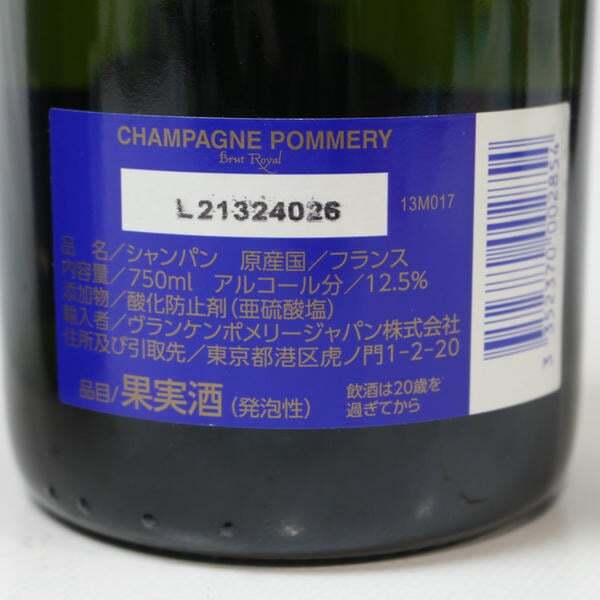 CHAMPAGNE POMMERY
Brut Royal
L21324026
13M017
品 名／シャンパン 原産国／フランス
内容量／750ml アルコール分／12.5%
添加物／酸化防止剤（亜硫酸塩）
輸入者／ヴランケンポメリージャパン株式会社
住所及び引取先／東京都港区虎ノ門1-2-20
品目/果実酒（発泡性）
飲酒は20歳を
過ぎてから
3 352370 002854